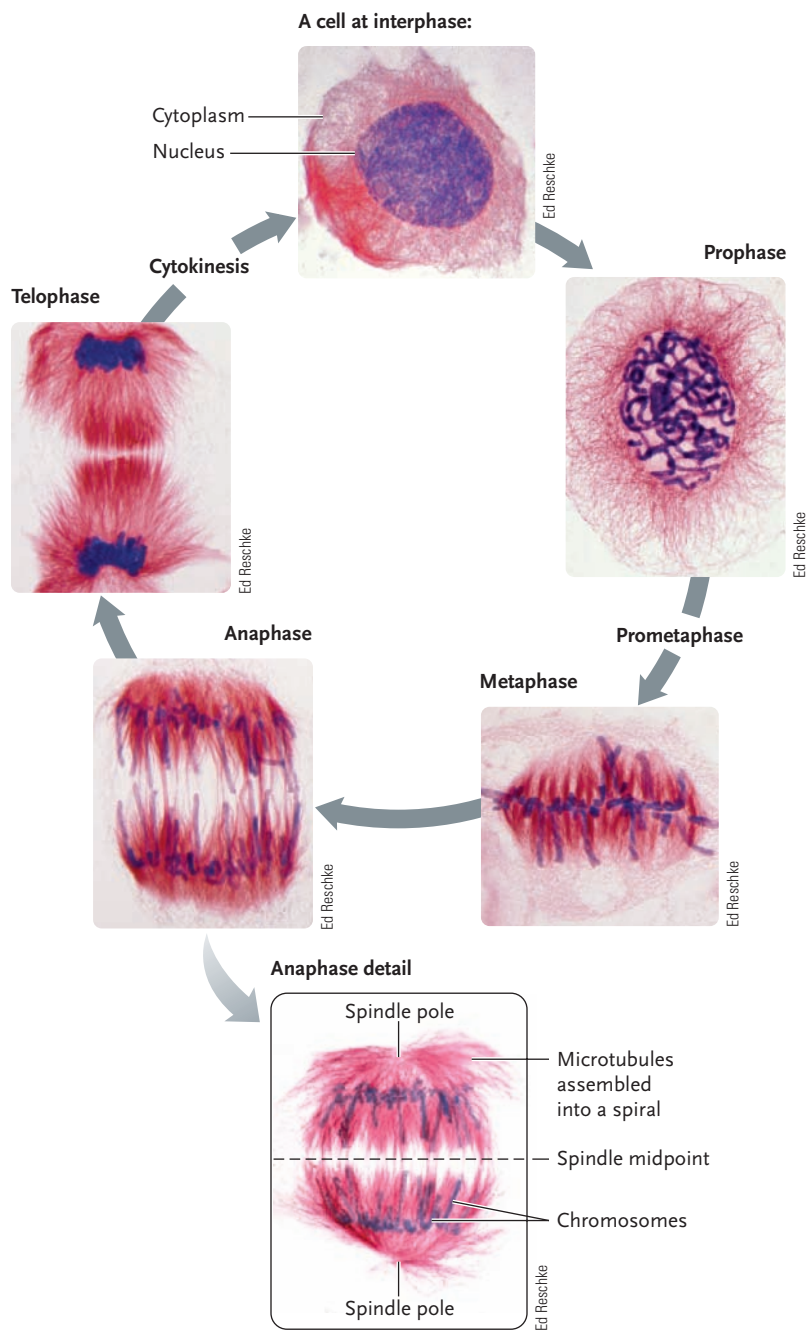 A cell at interphase:
Cytoplasm
Nucleus
Ed Reschke
Prophase
Cytokinesis
Telophase
Ed Reschke
Ed Reschke
Prometaphase
Anaphase
Metaphase
Ed Reschke
Ed Reschke
Anaphase detail
Spindle pole
Microtubules
assembled
into a spiral
Spindle midpoint
Chromosomes
Spindle pole
Ed Reschke